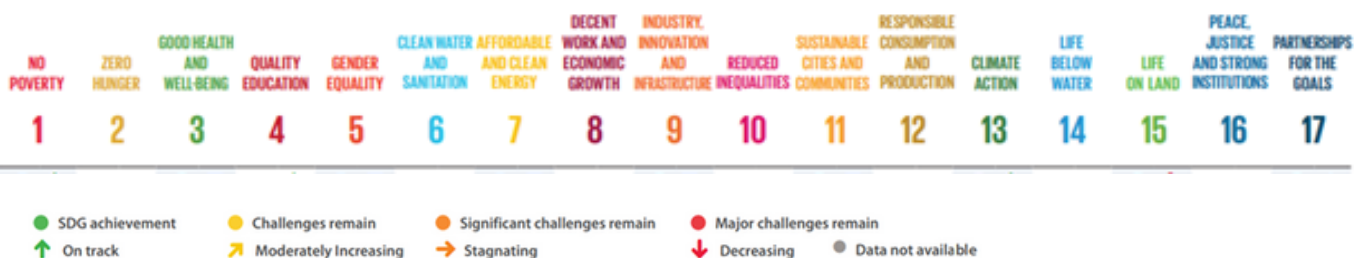 NO
POVERTY
1
ZERO
HUNGER
2
GOOD HEALTH
AND
WELL-BEING
3
QUALITY
EDUCATION
4
GENDER
EQUALITY
5
CLEAN WATER
AND
SANITATION
6
AFFORDABLE
AND CLEAN
ENERGY
7
DECENT
WORK AND
ECONOMIC
GROWTH
8
INDUSTRY,
INNOVATION
AND
INFRASTRUCTURE
9
REDUCED
INEQUALITIES
10
SUSTAINABLE
CITIES AND
COMMUNITIES
11
RESPONSIBLE
CONSUMPTION
AND
PRODUCTION
12
CLIMATE
ACTION
13
LIFE
BELOW
WATER
14
LIFE
ON LAND
15
PEACE,
JUSTICE
AND STRONG
INSTITUTIONS
16
PARTNERSHIPS
FOR THE
GOALS
17
SDG achievement
Challenges remain
Significant challenges remain
Major challenges remain
On track
Moderately Increasing
Stagnating
Decreasing
Data not available